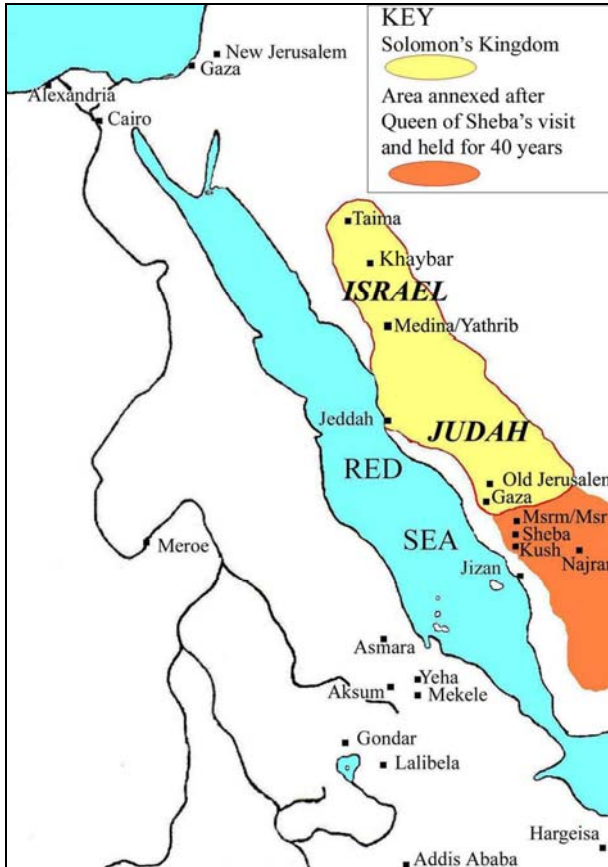 KEY
Solomon's Kingdom
Area annexed after
Queen of Sheba's visit
and held for 40 years
New Jerusalem
Gaza
Alexandria
Cairo
Taima
Khaybar
ISRAEL
Medina/Yathrib
Jeddah
JUDAH
RED
Old Jerusalem
Gaza
Msrm/Msr
SEA
Sheba
Kush
Najran
Meroe
Jizan
Asmara
Yeha
Aksum
Mekele
Gondar
Lalibela
Hargeisa
Addis Ababa